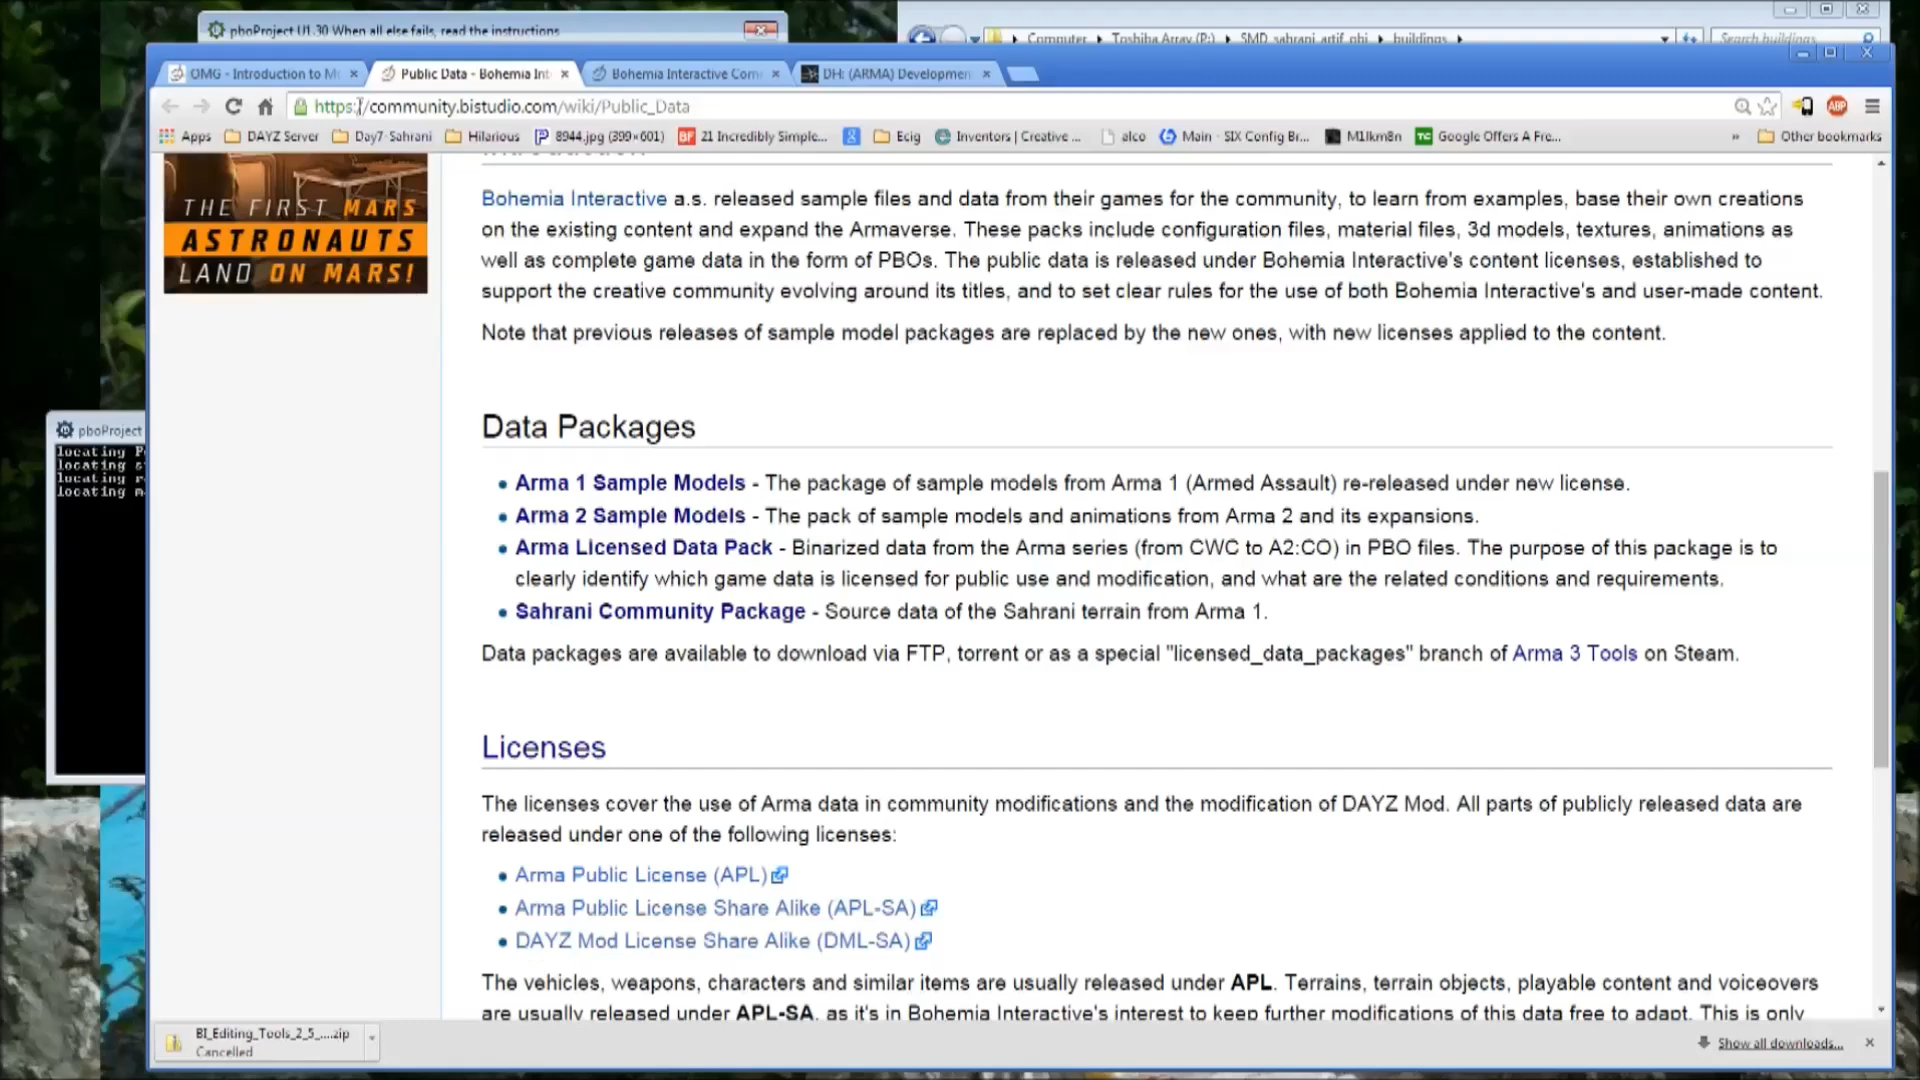 pboProject U1.30 When all else fails, read the instructions
Computer Toshiba Array (P:) SMD_sahrani_artif_obj buildings Search buildings
OMG - Introduction to M
Public Data - Bohemia Int
Bohemia Interactive Com
DH: (ARMA) Developmen
https://community.bistudio.com/wiki/Public_Data
ABP
Apps DAYZ Server Day7 Sahrani Hilarious 8944.jpg (399×601) 21 Incredibly Simple... Ecig Inventors | Creative ... alco Main - SIX Config Br... M1lkm8n Google Offers A Fre... » Other bookmarks
THE FIRST MARS
ASTRONAUTS
LAND ON MARS!
Bohemia Interactive a.s. released sample files and data from their games for the community, to learn from examples, base their own creations
on the existing content and expand the Armaverse. These packs include configuration files, material files, 3d models, textures, animations as
well as complete game data in the form of PBOs. The public data is released under Bohemia Interactive's content licenses, established to
support the creative community evolving around its titles, and to set clear rules for the use of both Bohemia Interactive's and user-made content.
Note that previous releases of sample model packages are replaced by the new ones, with new licenses applied to the content.
Data Packages
pboProject
locating P
locating
locating
locating m
• Arma 1 Sample Models - The package of sample models from Arma 1 (Armed Assault) re-released under new license.
• Arma 2 Sample Models - The pack of sample models and animations from Arma 2 and its expansions.
• Arma Licensed Data Pack - Binarized data from the Arma series (from CWC to A2:CO) in PBO files. The purpose of this package is to
clearly identify which game data is licensed for public use and modification, and what are the related conditions and requirements.
• Sahrani Community Package - Source data of the Sahrani terrain from Arma 1.
Data packages are available to download via FTP, torrent or as a special "licensed_data_packages" branch of Arma 3 Tools on Steam.
Licenses
The licenses cover the use of Arma data in community modifications and the modification of DAYZ Mod. All parts of publicly released data are
released under one of the following licenses:
• Arma Public License (APL)
• Arma Public License Share Alike (APL-SA)
• DAYZ Mod License Share Alike (DML-SA)
The vehicles, weapons, characters and similar items are usually released under APL. Terrains, terrain objects, playable content and voiceovers
are usually released under APL-SA, as it's in Bohemia Interactive's interest to keep further modifications of this data free to adapt. This is only
BI_Editing_Tools_2_5_....zip
Cancelled
Show all downloads...